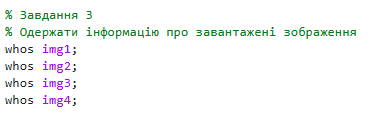 % Завдання 3
% Одержати інформацію про завантажені зображення
whos img1;
whos img2;
whos img3;
whos img4;